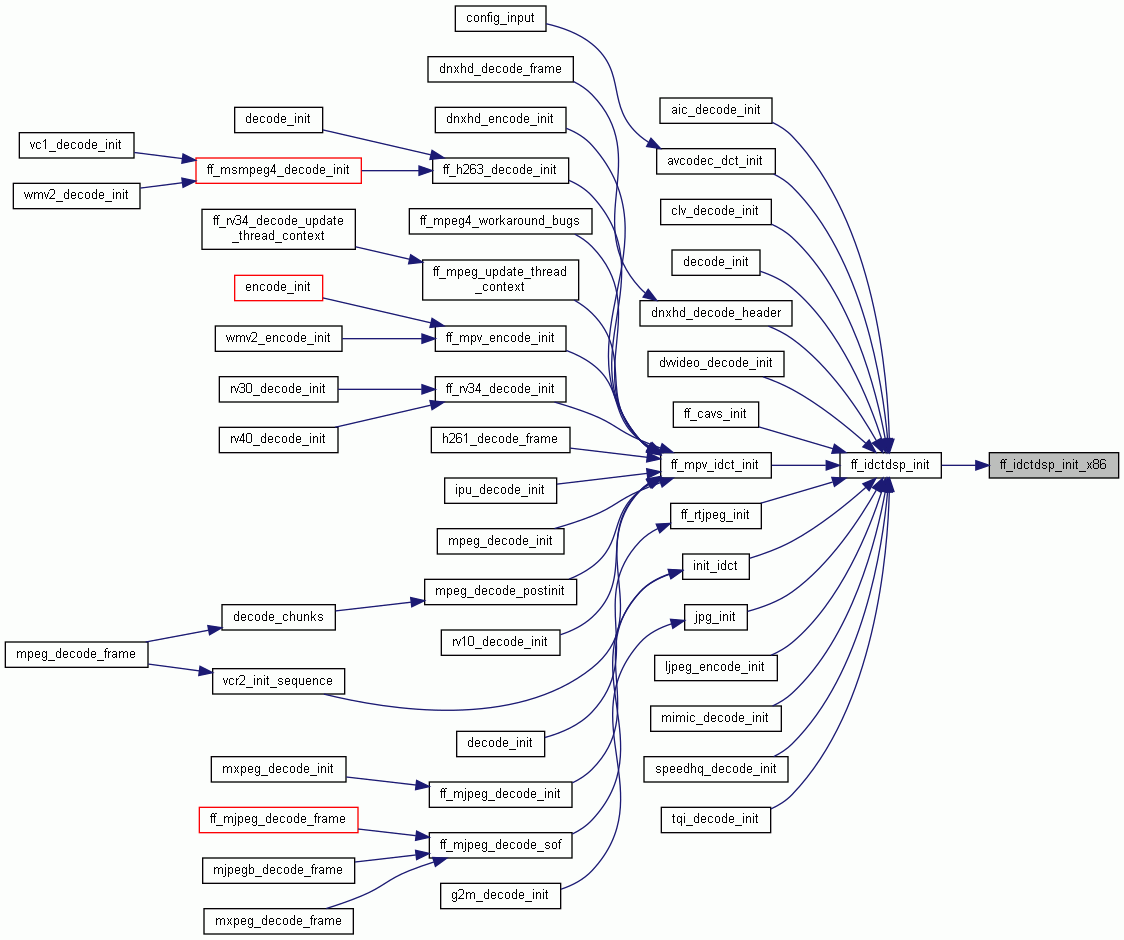 config_input
dnxhd_decode_frame
aic_decode_init
decode_init
dnxhd_encode_init
vc1_decode_init
avcodec_dct_init
ff_msmpeg4_decode_init
ff_h263_decode_init
wmv2_decode_init
clv_decode_init
ff_rv34_decode_update
_thread_context
ff_mpeg4_workaround_bugs
decode_init
ff_mpeg_update_thread
_context
encode_init
dnxhd_decode_header
wmv2_encode_init
ff_mpv_encode_init
dvvideo_decode_init
rv30_decode_init
ff_rv34_decode_init
ff_cavs_init
rv40_decode_init
h261_decode_frame
ff_mpv_idct_init
ff_idctdsp_init
ff_idctdsp_init_x86
ipu_decode_init
ff_rtjpeg_init
mpeg_decode_init
init_idct
mpeg_decode_postinit
decode_chunks
jpg_init
rv10_decode_init
mpeg_decode_frame
ljpeg_encode_init
vcr2_init_sequence
mimic_decode_init
decode_init
mxpeg_decode_init
speedhq_decode_init
ff_mjpeg_decode_init
ff_mjpeg_decode_frame
tqi_decode_init
ff_mjpeg_decode_sof
mjpegb_decode_frame
g2m_decode_init
mxpeg_decode_frame